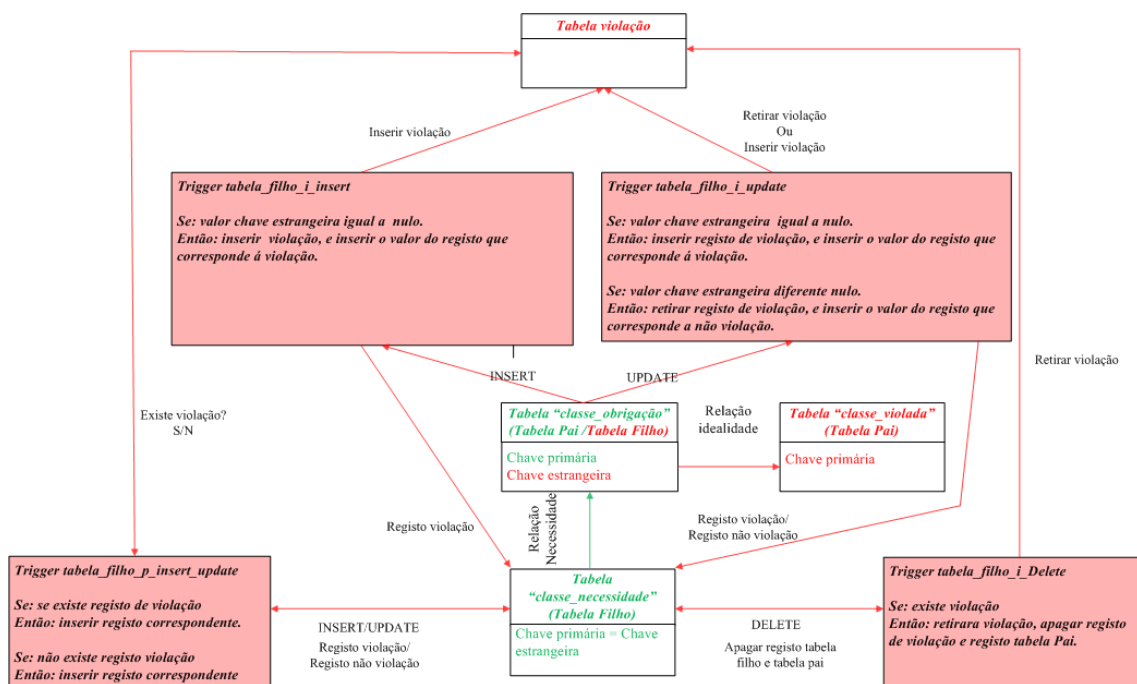 Tabela violação
Inserir violação
Retirar violação
Ou
Inserir violação
Trigger tabela_filho_i_insert
Se: valor chave estrangeira igual a nulo.
Então: inserir violação, e inserir o valor do registo que
corresponde á violação.
Trigger tabela_filho_i_update
Se: valor chave estrangeira igual a nulo.
Então: inserir registo de violação, e inserir o valor do registo que
corresponde á violação.
Se: valor chave estrangeira diferente nulo.
Então: retirar registo de violação, e inserir o valor do registo que
corresponde a não violação.
Retirar violação
INSERT
UPDATE
Existe violação?
S/N
Tabela “classe_obrigação”
(Tabela Pai /Tabela Filho)
Chave primária
Chave estrangeira
Relação
idealidade
Tabela “classe_violada”
(Tabela Pai)
Chave primária
Relação
Necessidade
Registo violação
Registo violação/
Registo não violação
Trigger tabela_filho_p_insert_update
Se: se existe registo de violação
Então: inserir registo correspondente.
Se: não existe registo violação
Então: inserir registo correspondente
INSERT/UPDATE
Registo violação/
Registo não violação
Tabela
“classe_necessidade”
(Tabela Filho)
Chave primária = Chave
estrangeira
DELETE
Apagar registo tabela
filho e tabela pai
Trigger tabela_filho_i_Delete
Se: existe violação
Então: retirara violação, apagar registo
de violação e registo tabela Pai.